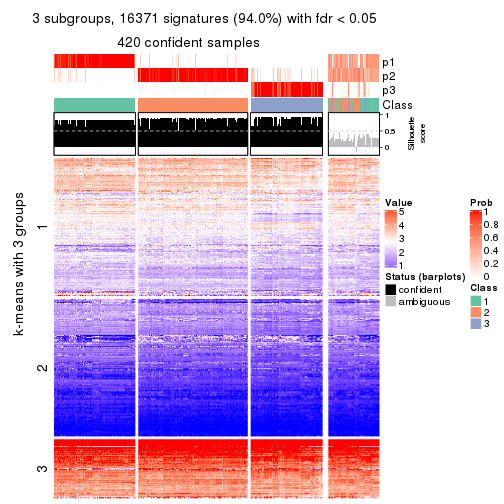 3 subgroups, 16371 signatures (94.0%) with fdr < 0.05
420 confident samples
p1
p2
p3
Class
1
0.5
0
Silhouette
score
k-means with 3 groups
1
2
3
Value
5
4
3
2
1
Status (barplots)
confident
ambiguous
Prob
1
0.8
0.6
0.4
0.2
0
Class
1
2
3